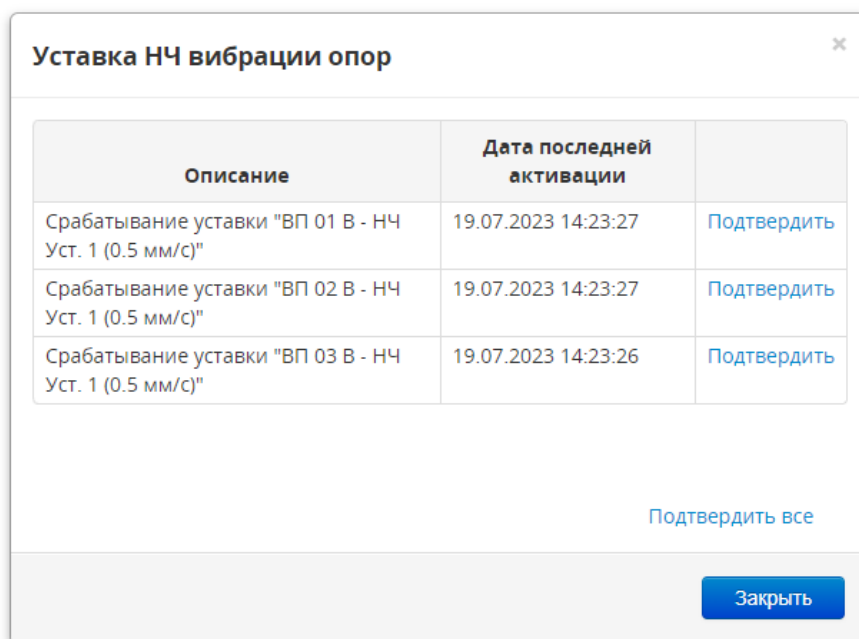 Уставка НЧ вибрации опор
×
Описание
Дата последней
активации
Срабатывание уставки "ВП 01 В - НЧ
Уст. 1 (0.5 мм/с)"
19.07.2023 14:23:27
Подтвердить
Срабатывание уставки "ВП 02 В - НЧ
Уст. 1 (0.5 мм/с)"
19.07.2023 14:23:27
Подтвердить
Срабатывание уставки "ВП 03 В - НЧ
Уст. 1 (0.5 мм/с)"
19.07.2023 14:23:26
Подтвердить
Подтвердить все
Закрыть